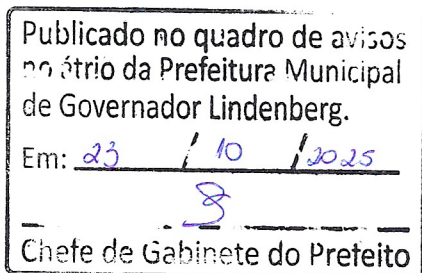 Publicado no quadro de avisos
no átrio da Prefeitura Municipal
de Governador Lindenberg.
Em: 23 / 10 / 2025
Chefe de Gabinete do Prefeito